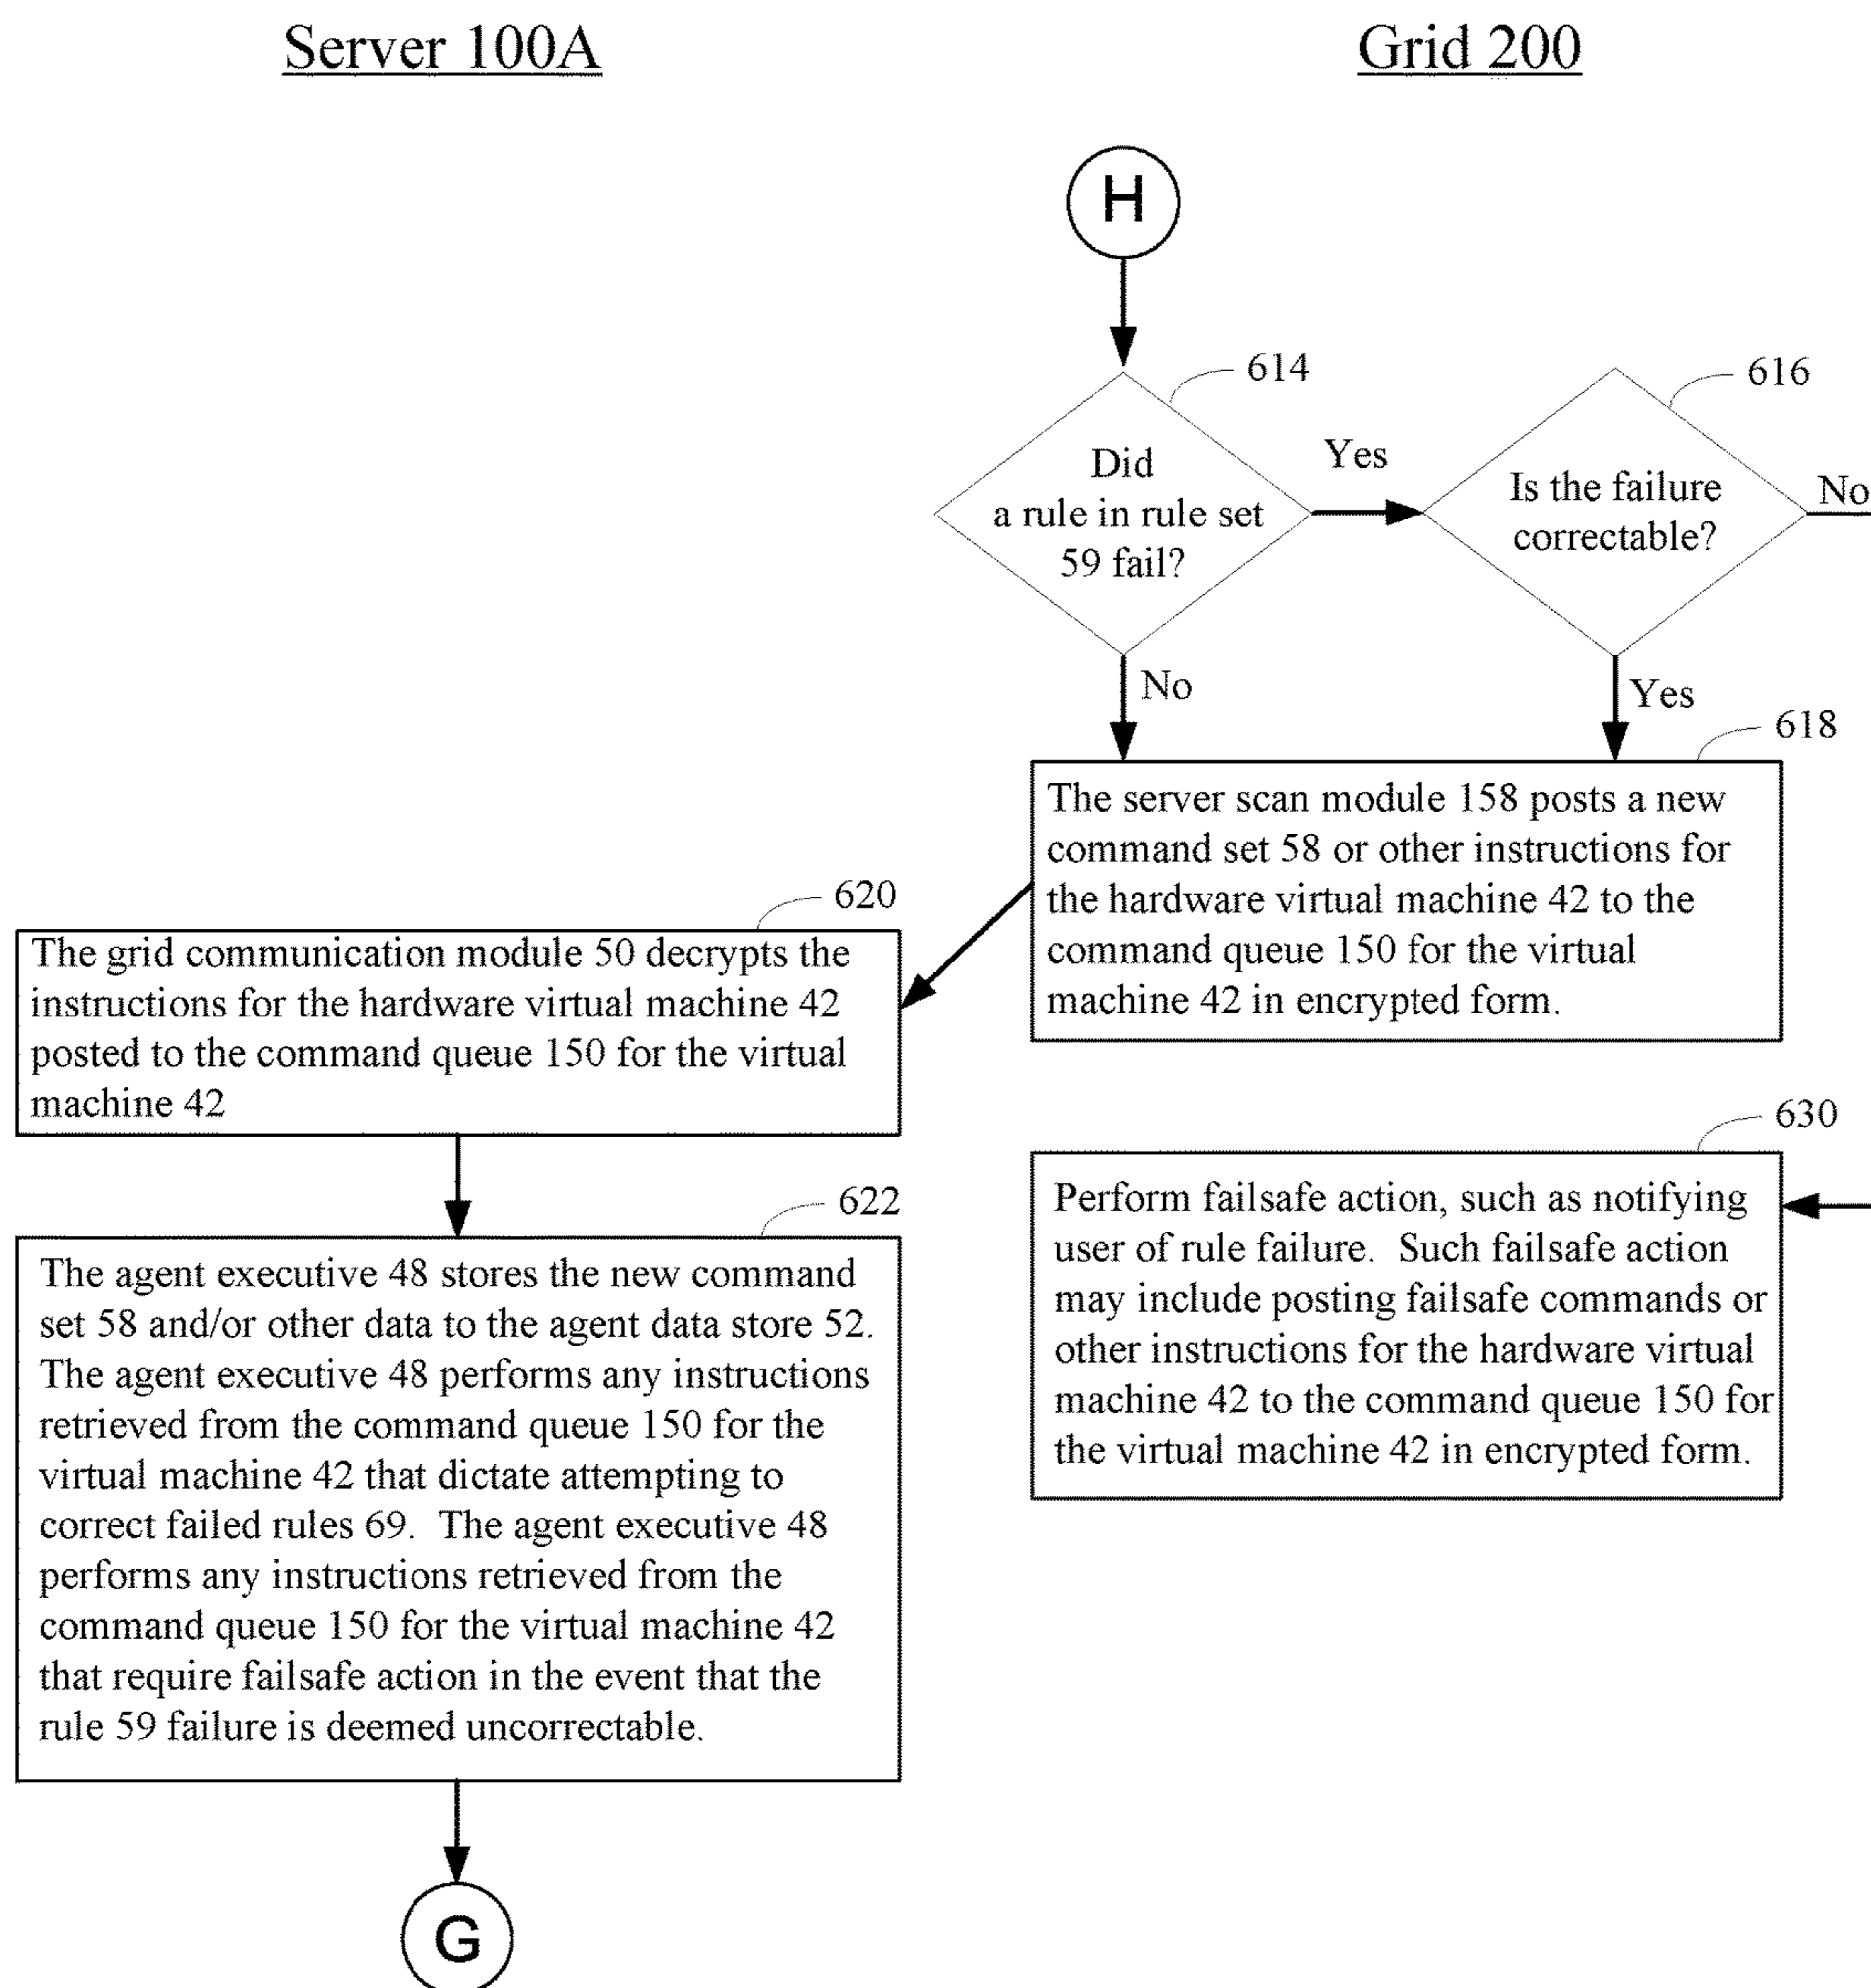 Server 100A
Grid 200
H
614
616
Did
a rule in rule set
59 fail?
Yes
Is the failure
correctable?
No
No
Yes
618
The server scan module 158 posts a new
command set 58 or other instructions for
the hardware virtual machine 42 to the
command queue 150 for the virtual
machine 42 in encrypted form.
620
The grid communication module 50 decrypts the
instructions for the hardware virtual machine 42
posted to the command queue 150 for the virtual
machine 42
630
Perform failsafe action, such as notifying
user of rule failure.  Such failsafe action
may include posting failsafe commands or
other instructions for the hardware virtual
machine 42 to the command queue 150 for
the virtual machine 42 in encrypted form.
622
The agent executive 48 stores the new command
set 58 and/or other data to the agent data store 52.
The agent executive 48 performs any instructions
retrieved from the command queue 150 for the
virtual machine 42 that dictate attempting to
correct failed rules 69.  The agent executive 48
performs any instructions retrieved from the
command queue 150 for the virtual machine 42
that require failsafe action in the event that the
rule 59 failure is deemed uncorrectable.
G